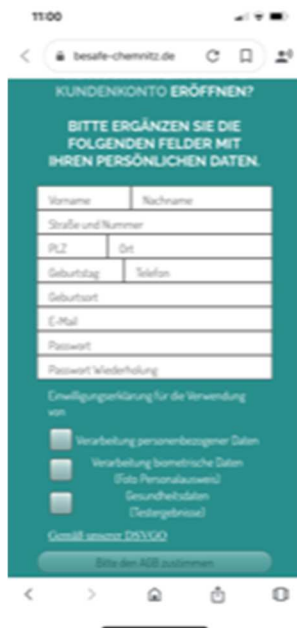 11:00
besafe-chemnitz.de
KUNDENKONTO ERÖFFNEN?
BITTE ERGÄNZEN SIE DIE
FOLGENDEN FELDER MIT
IHREN PERSÖNLICHEN DATEN.
Vorname Nachname
Straße und Nummer
PLZ Ort
Geburtstag Telefon
Geburtsort
E-Mail
Passwort
Passwort Wiederholung
Einwilligungserklärung für die Verwendung
von
Verarbeitung personenbezogener Daten
Verarbeitung biometrische Daten
(Foto Personalausweis)
Gesundheitsdaten
(Testergebnisse)
Gemäß unserer DSVGO
Bitte den AGB zustimmen